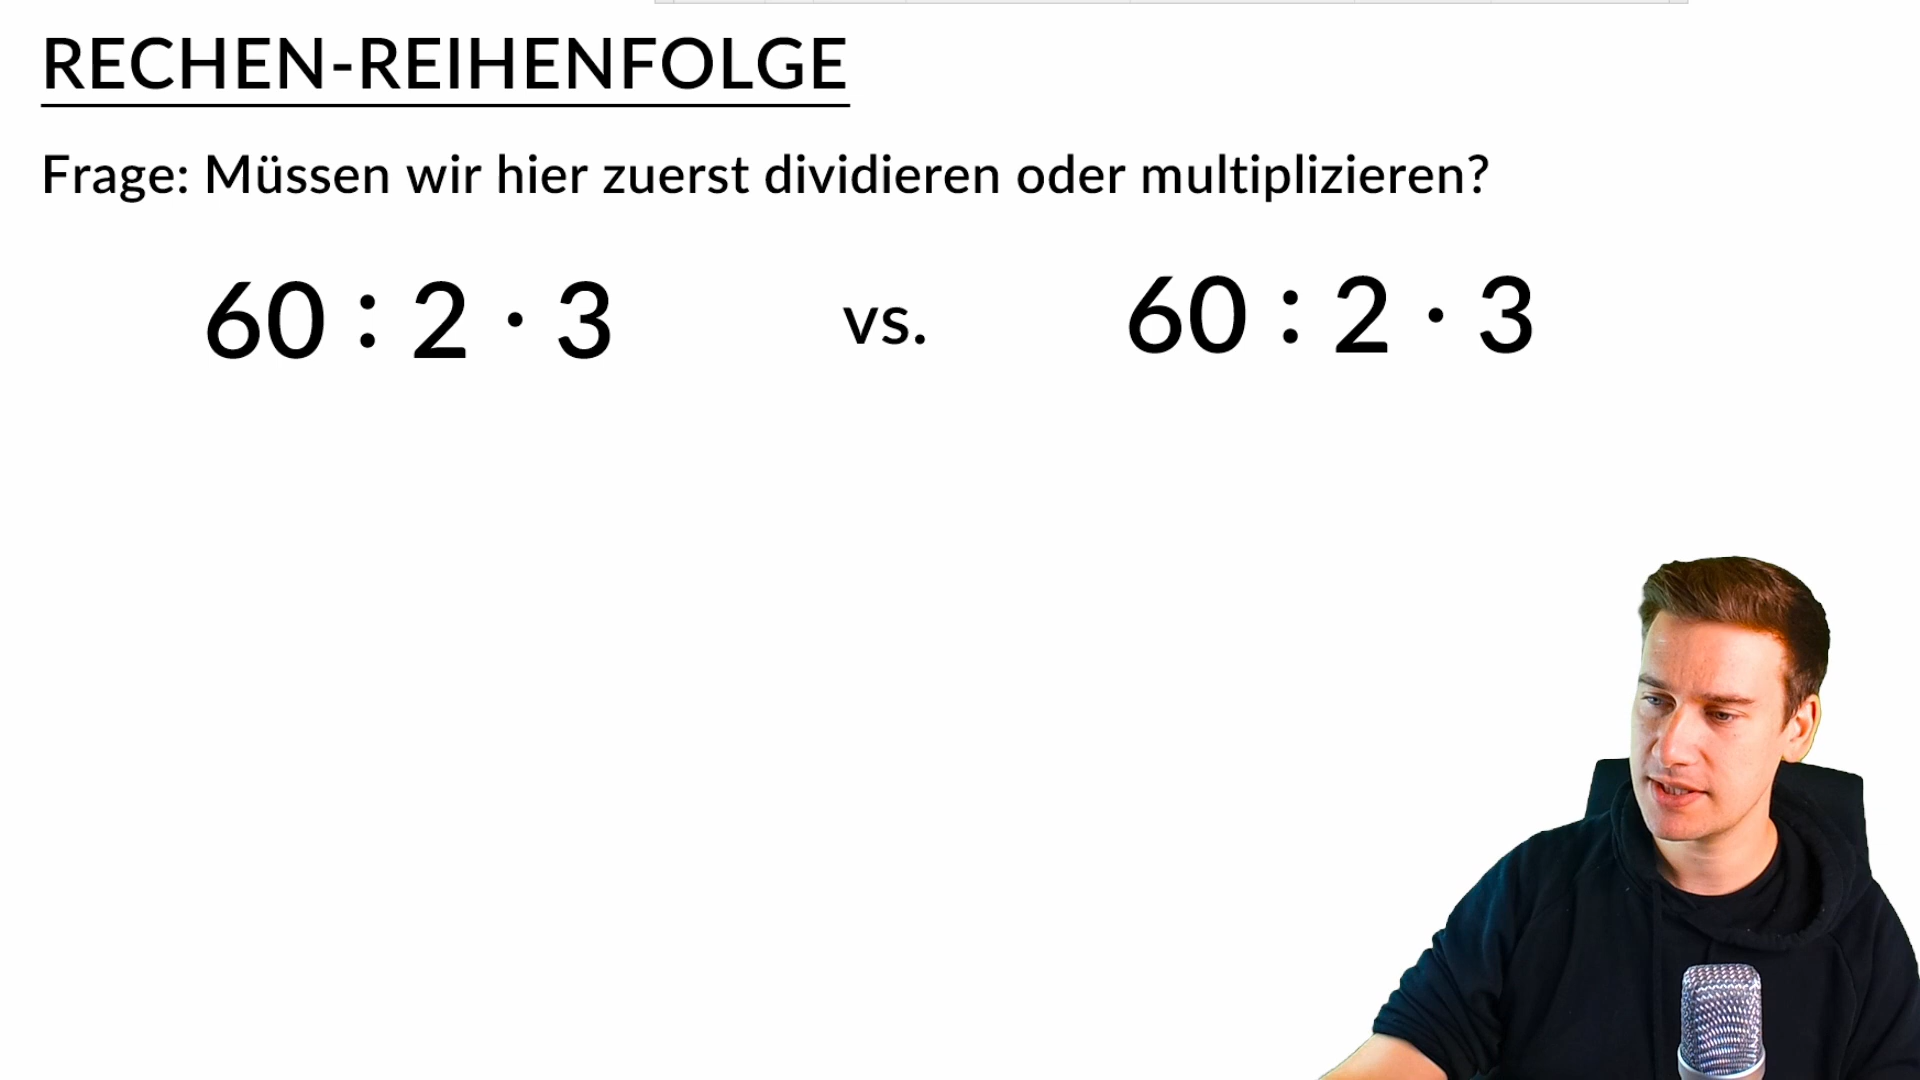 RECHEN-REIHENFOLGE
Frage: Müssen wir hier zuerst dividieren oder multiplizieren?
60 : 2 · 3 vs. 60 : 2 · 3